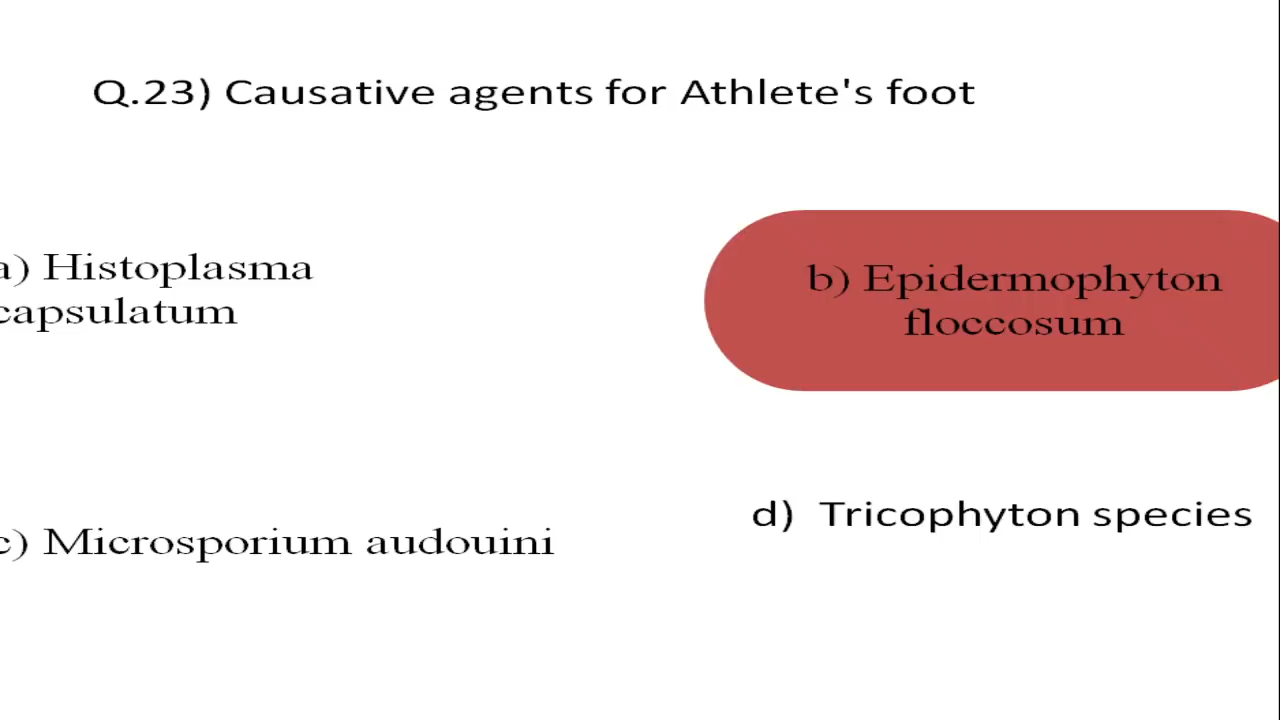 Q.23) Causative agents for Athlete's foot
a) Histoplasma
capsulatum
b) Epidermophyton
floccosum
c) Microsporium audouini
d) Tricophyton species